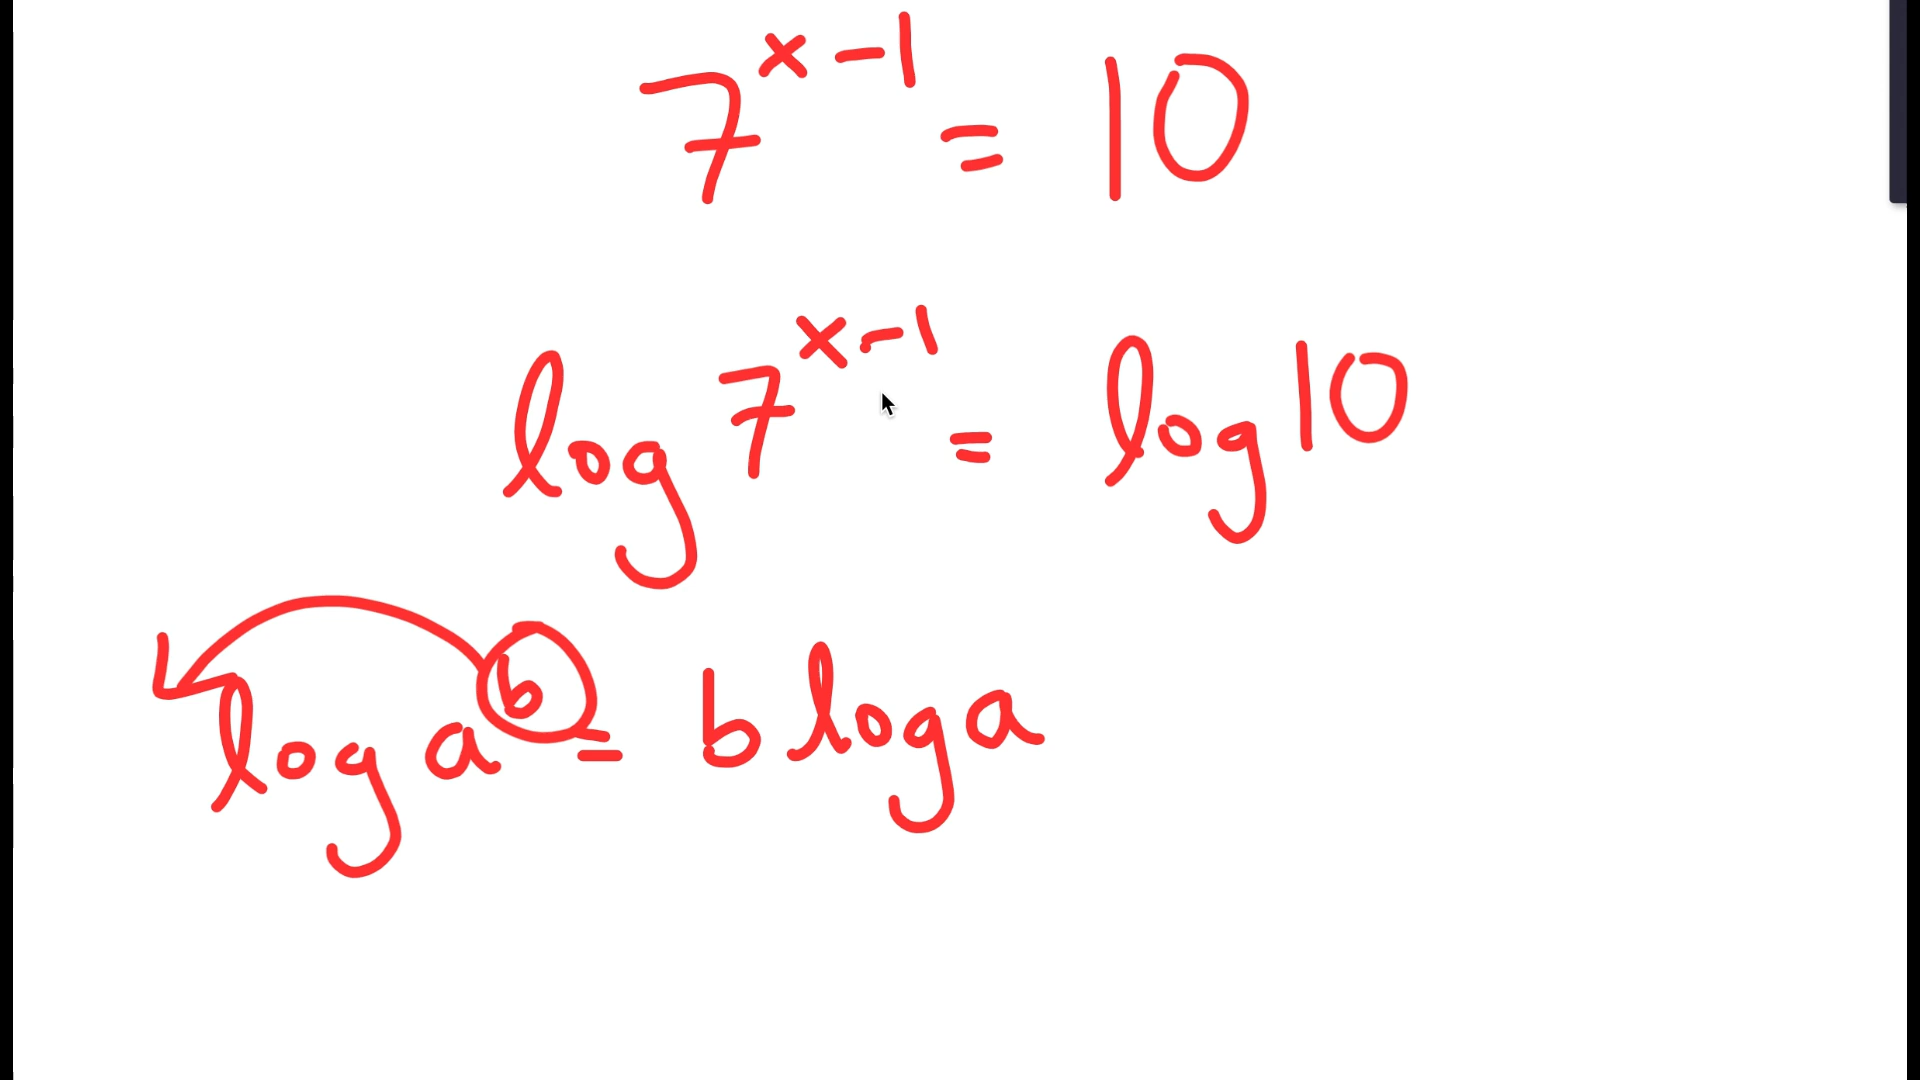 7^{x-1} = 10
log 7^{x-1} = log 10
log a^b = b log a